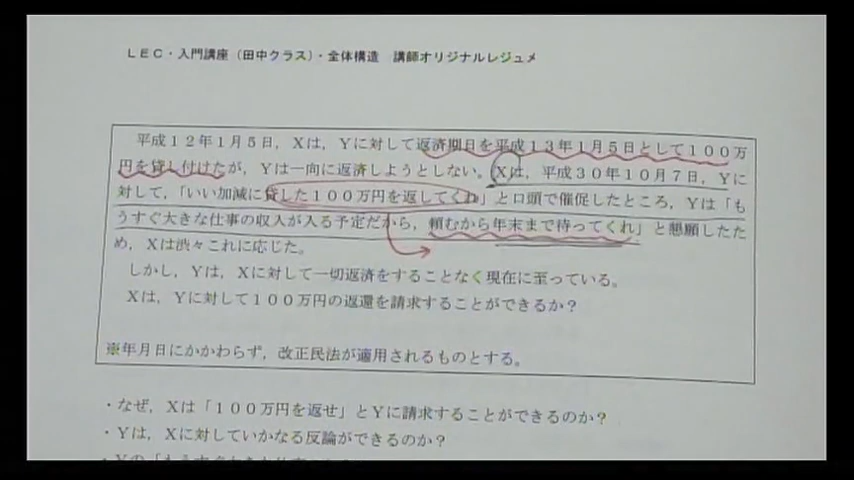 LEC・入門講座（田中クラス）・全体構造　講師オリジナルレジュメ
平成12年1月5日，Xは，Yに対して返済期日を平成13年1月5日として100万
円を貸し付けたが，Yは一向に返済しようとしない。Xは，平成30年10月7日，Yに
対して，「いい加減に貸した100万円を返してくれ」と口頭で催促したところ，Yは「も
うすぐ大きな仕事の収入が入る予定だから，頼むから年末まで待ってくれ」と懇願したた
め，Xは渋々これに応じた。
しかし，Yは，Xに対して一切返済をすることなく現在に至っている。
Xは，Yに対して100万円の返還を請求することができるか？
※年月日にかかわらず，改正民法が適用されるものとする。
・なぜ，Xは「100万円を返せ」とYに請求することができるのか？
・Yは，Xに対していかなる反論ができるのか？